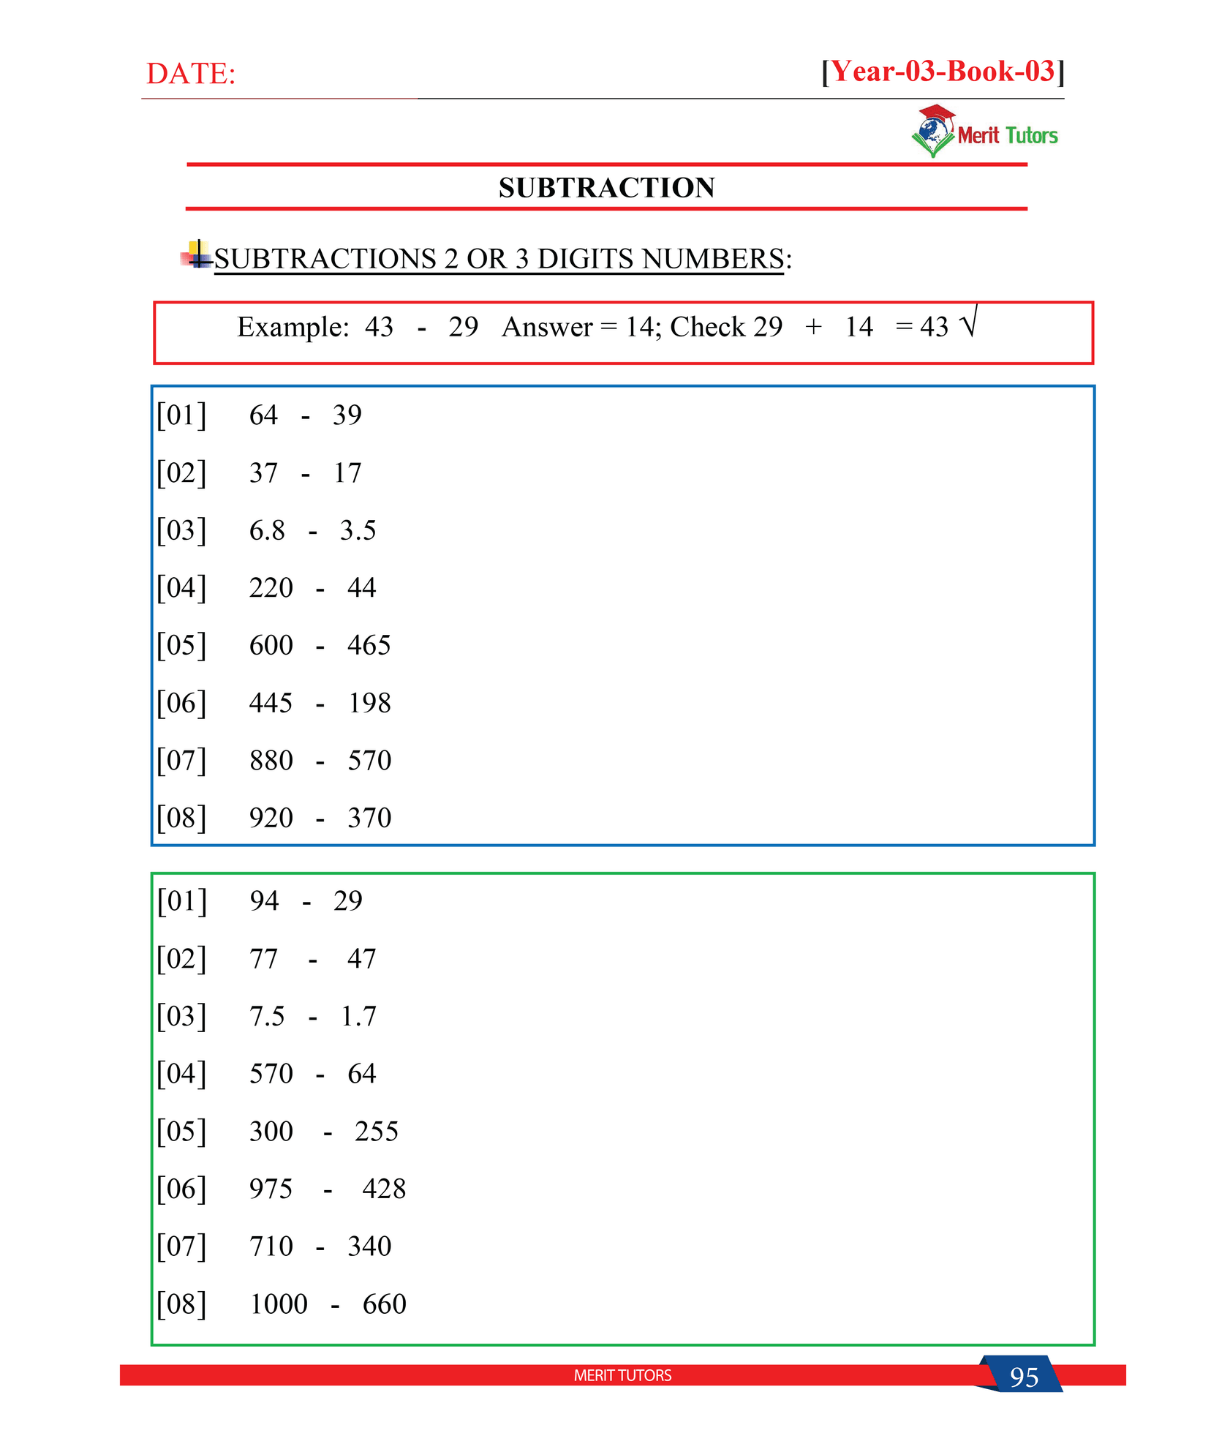 DATE:
[Year-03-Book-03]
Merit Tutors
SUBTRACTION
SUBTRACTIONS 2 OR 3 DIGITS NUMBERS:
Example: 43 - 29 Answer = 14; Check 29 + 14 = 43 √
[01] 64 - 39
[02] 37 - 17
[03] 6.8 - 3.5
[04] 220 - 44
[05] 600 - 465
[06] 445 - 198
[07] 880 - 570
[08] 920 - 370
[01] 94 - 29
[02] 77 - 47
[03] 7.5 - 1.7
[04] 570 - 64
[05] 300 - 255
[06] 975 - 428
[07] 710 - 340
[08] 1000 - 660
MERIT TUTORS
95